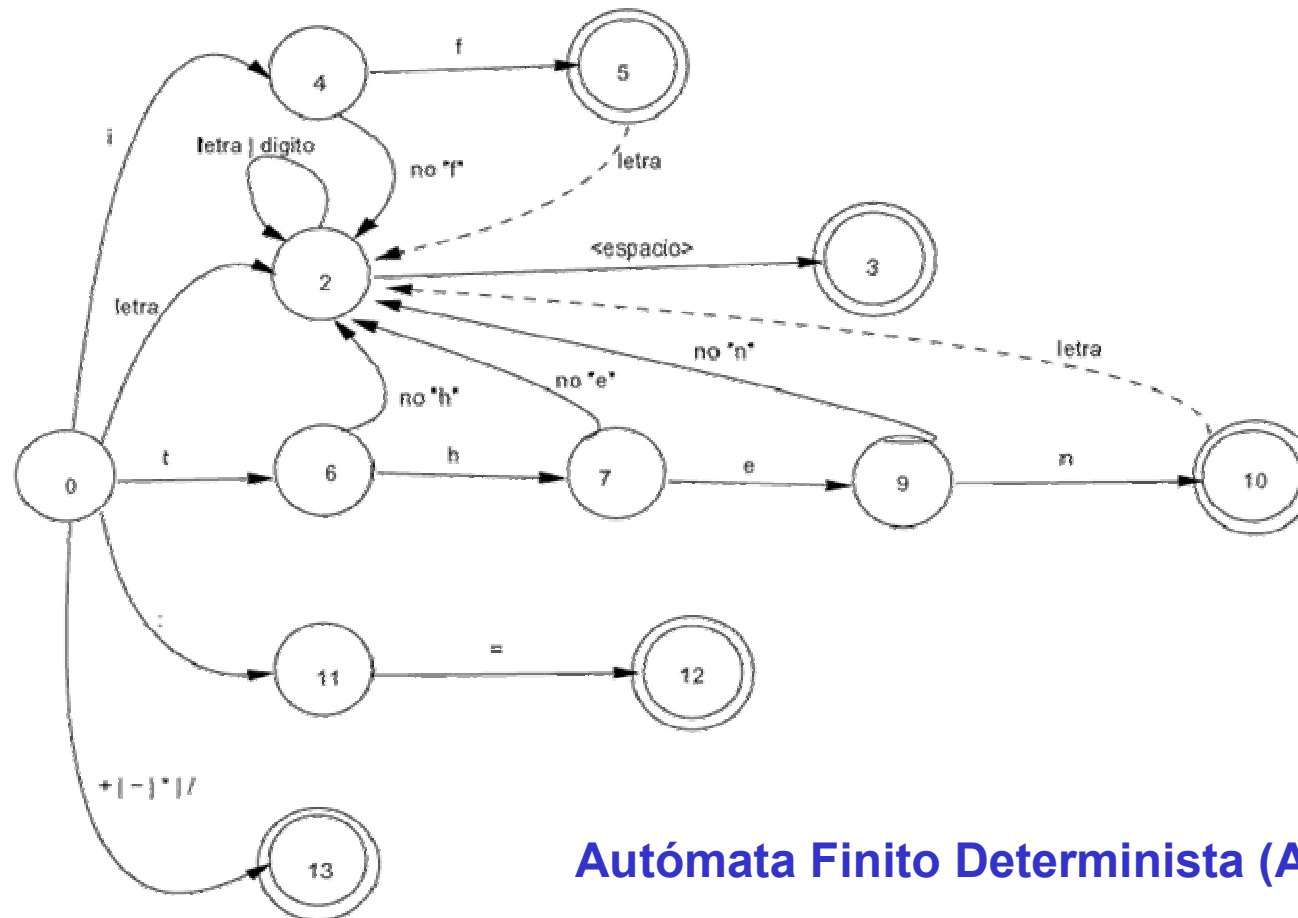 f
4
5
i
letra | digito
no "f"
letra
<espacio>
2
3
letra
no "n"
letra
no "e"
no "h"
t
h
e
n
0
6
7
9
10
:
=
11
12
+ | - | * | /
13
Autómata Finito Determinista (A